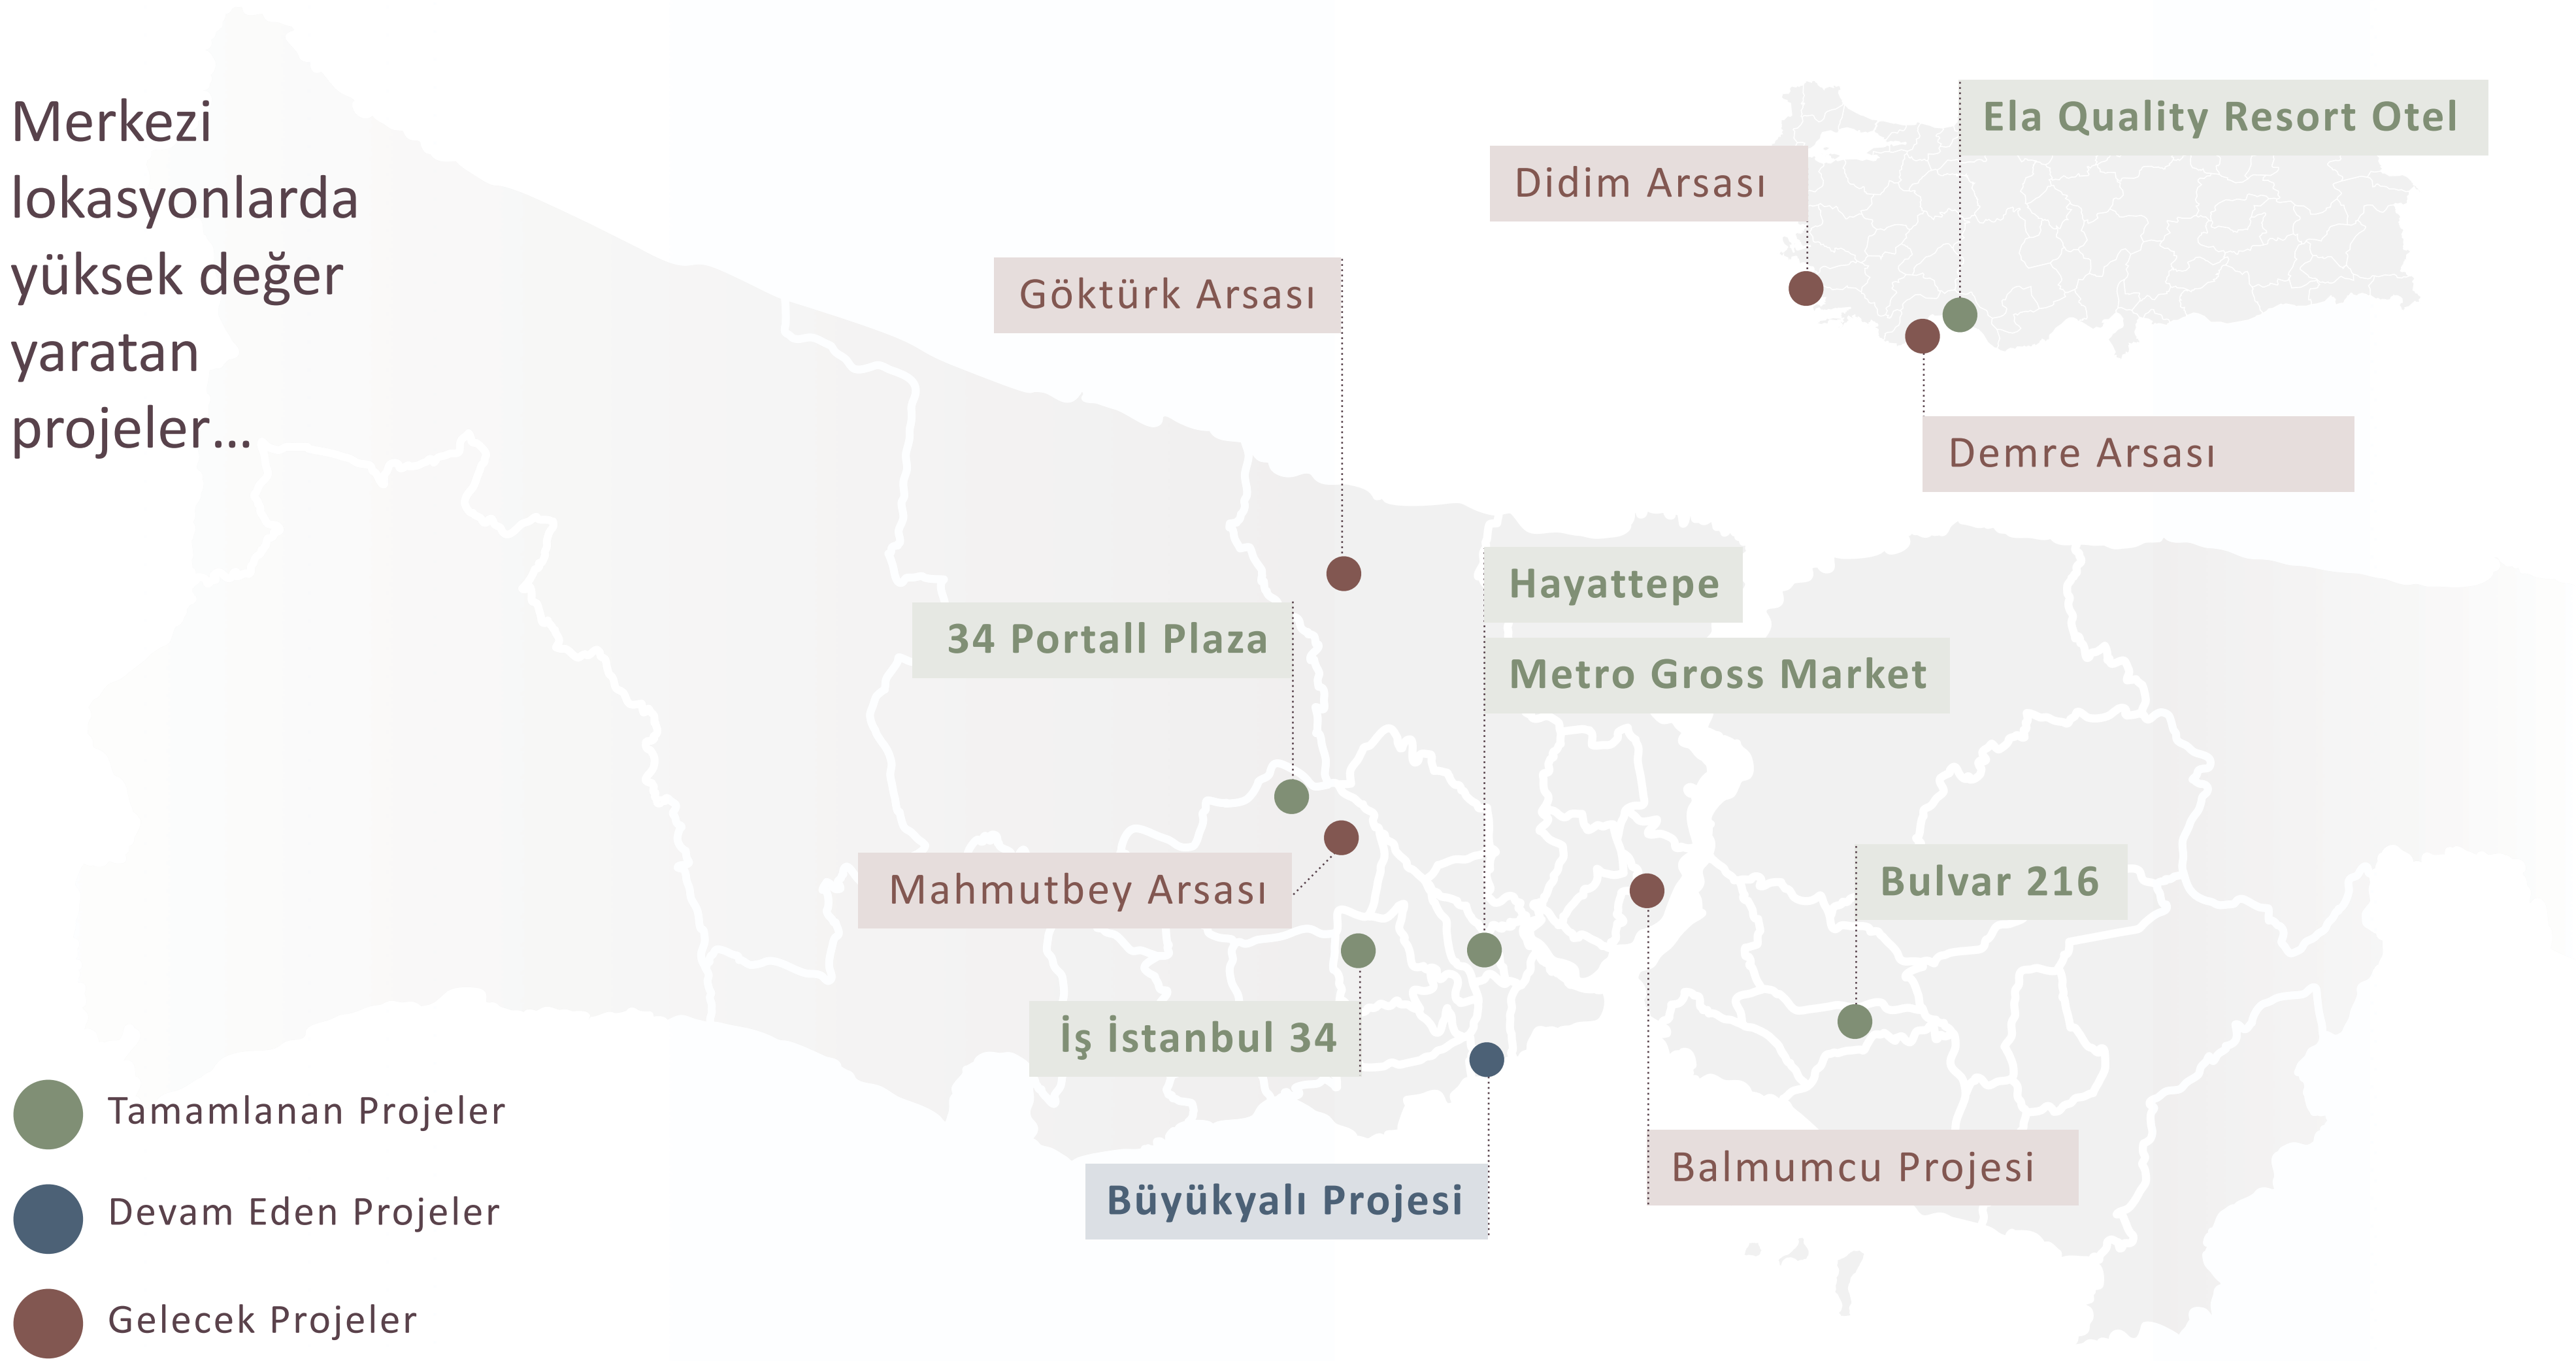 Merkezi
lokasyonlarda
yüksek değer
yaratan
projeler...
Ela Quality Resort Otel
Didim Arsası
Göktürk Arsası
Demre Arsası
Hayattepe
34 Portall Plaza
Metro Gross Market
Mahmutbey Arsası
Bulvar 216
İş İstanbul 34
Büyükyalı Projesi
Balmumcu Projesi
Tamamlanan Projeler
Devam Eden Projeler
Gelecek Projeler